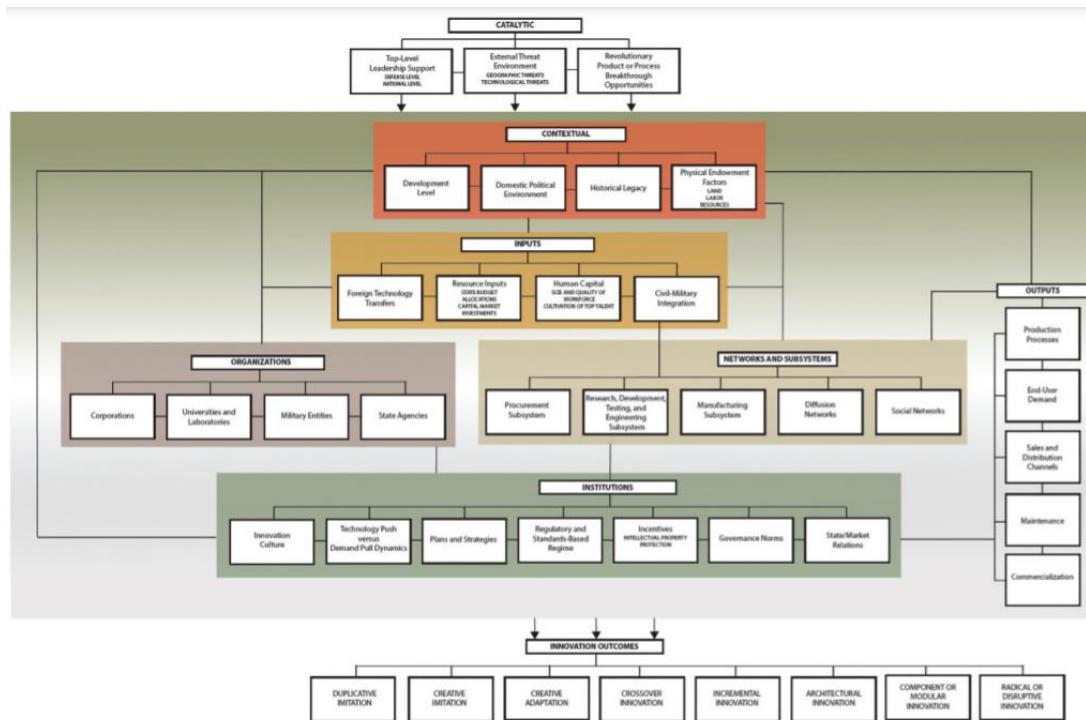 CATALYTIC
Top-Level
Leadership Support
DEFENSE LEVEL
NATIONAL LEVEL
External Threat
Environment
GEOGRAPHIC THREATS
TECHNOLOGICAL THREATS
Revolutionary
Product or Process
Breakthrough
Opportunities
CONTEXTUAL
Development
Level
Domestic Political
Environment
Historical Legacy
Physical Endowment
Factors
LAND
LABOR
RESOURCES
INPUTS
Foreign Technology
Transfers
Resource Inputs
STATE BUDGET
ALLOCATIONS
CAPITAL MARKET
INVESTMENTS
Human Capital
SIZE AND QUALITY OF
WORKFORCE
CULTIVATION OF TOP TALENT
Civil-Military
Integration
ORGANIZATIONS
Corporations
Universities and
Laboratories
Military Entities
State Agencies
NETWORKS AND SUBSYSTEMS
Procurement
Subsystem
Research, Development,
Testing, and
Engineering
Subsystem
Manufacturing
Subsystem
Diffusion
Networks
Social Networks
OUTPUTS
Production
Processes
End-User
Demand
Sales and
Distribution
Channels
Maintenance
Commercialization
INSTITUTIONS
Innovation
Culture
Technology Push
versus
Demand Pull Dynamics
Plans and Strategies
Regulatory and
Standards-Based
Regime
Incentives
INTELLECTUAL PROPERTY
PROTECTION
Governance Norms
State/Market
Relations
INNOVATION OUTCOMES
DUPLICATIVE
IMITATION
CREATIVE
IMITATION
CREATIVE
ADAPTATION
CROSSOVER
INNOVATION
INCREMENTAL
INNOVATION
ARCHITECTURAL
INNOVATION
COMPONENT OR
MODULAR
INNOVATION
RADICAL OR
DISRUPTIVE
INNOVATION